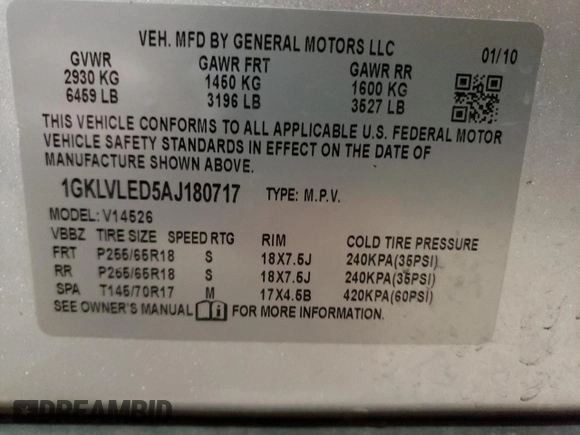 VEH. MFD BY GENERAL MOTORS LLC
01/10
GVWR GAWR FRT GAWR RR
2930 KG 1450 KG 1600 KG
6459 LB 3196 LB 3527 LB
THIS VEHICLE CONFORMS TO ALL APPLICABLE U.S. FEDERAL MOTOR
VEHICLE SAFETY STANDARDS IN EFFECT ON THE DATE OF
MANUFACTURE SHOWN ABOVE.
1GKLVLED5AJ180717 TYPE: M.P.V.
MODEL: V14526
VBBZ TIRE SIZE SPEED RTG RIM COLD TIRE PRESSURE
FRT P255/65R18 S 18X7.5J 240KPA(35PSI)
RR P255/65R18 S 18X7.5J 240KPA(35PSI)
SPA T145/70R17 M 17X4.5B 420KPA(60PSI)
SEE OWNER'S MANUAL FOR MORE INFORMATION.
DREAMBID